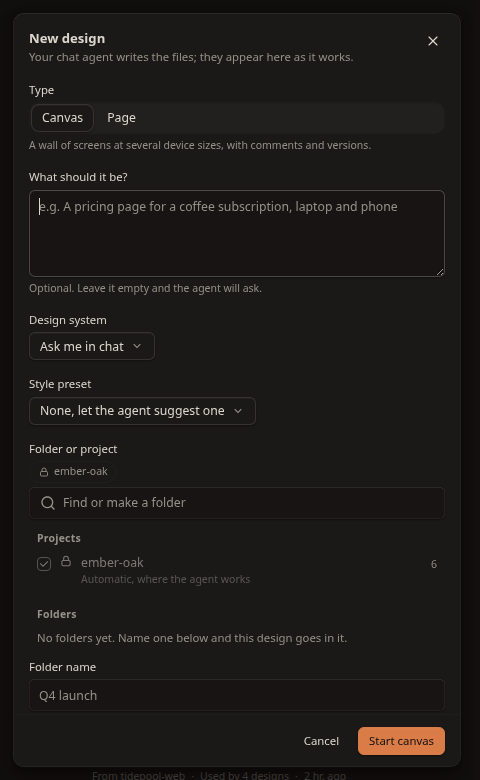 New design
Your chat agent writes the files; they appear here as it works.
Type
Canvas Page
A wall of screens at several device sizes, with comments and versions.
What should it be?
e.g. A pricing page for a coffee subscription, laptop and phone
Optional. Leave it empty and the agent will ask.
Design system
Ask me in chat
Style preset
None, let the agent suggest one
Folder or project
ember-oak
Find or make a folder
Projects
ember-oak 6
Automatic, where the agent works
Folders
No folders yet. Name one below and this design goes in it.
Folder name
Q4 launch
Cancel Start canvas
From tidepool-web · Used by 4 designs · 2 hr. ago